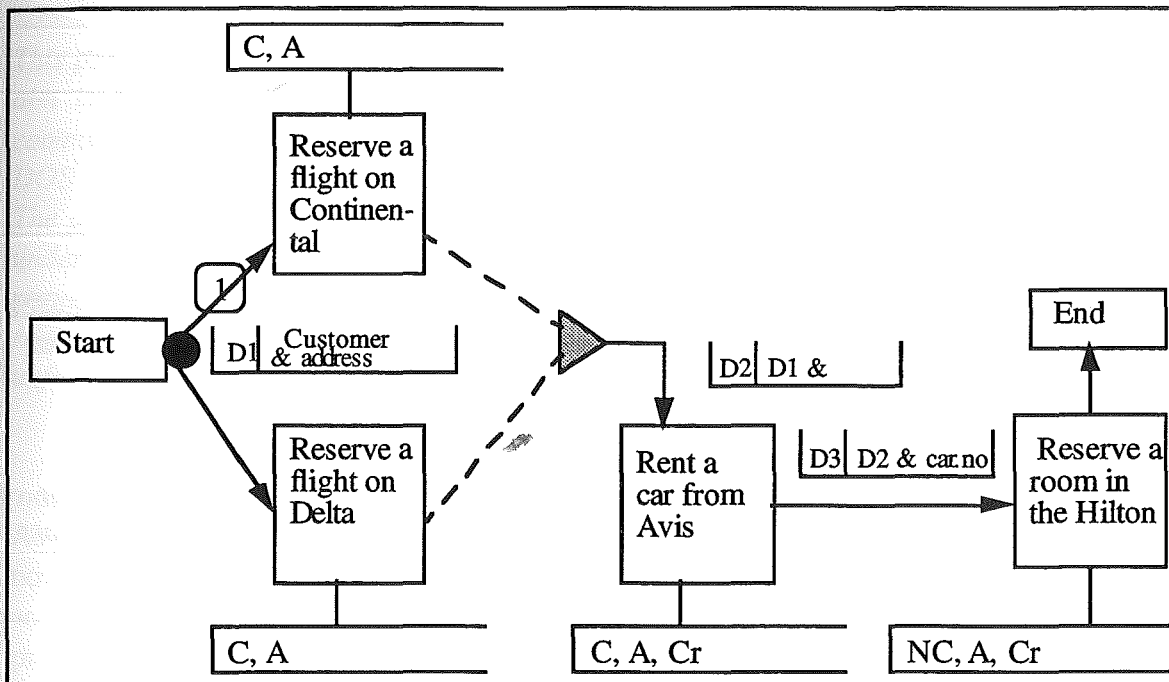 C, A
Reserve a
flight on
Continen-
tal
1
Start
D1 Customer
& address
End
D2 D1 &
Reserve a
flight on
Delta
Rent a
car from
Avis
D3 D2 & car.no
Reserve a
room in
the Hilton
C, A
C, A, Cr
NC, A, Cr